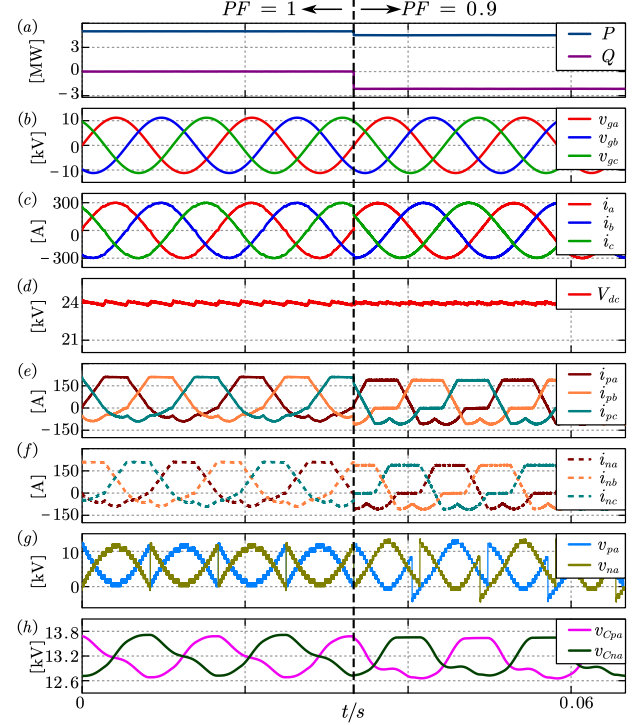 PF = 1
PF = 0.9
(a)
[MW]
3
0
−3
P
Q
(b)
[kV]
10
0
−10
v_ga
v_gb
v_gc
(c)
[A]
300
0
−300
i_a
i_b
i_c
(d)
[kV]
24
21
V_dc
(e)
[A]
150
0
−150
i_pa
i_pb
i_pc
(f)
[A]
150
0
−150
i_na
i_nb
i_nc
(g)
[kV]
10
0
v_pa
v_na
(h)
[kV]
13.8
13.2
12.6
v_Cpa
v_Cna
0
t/s
0.06